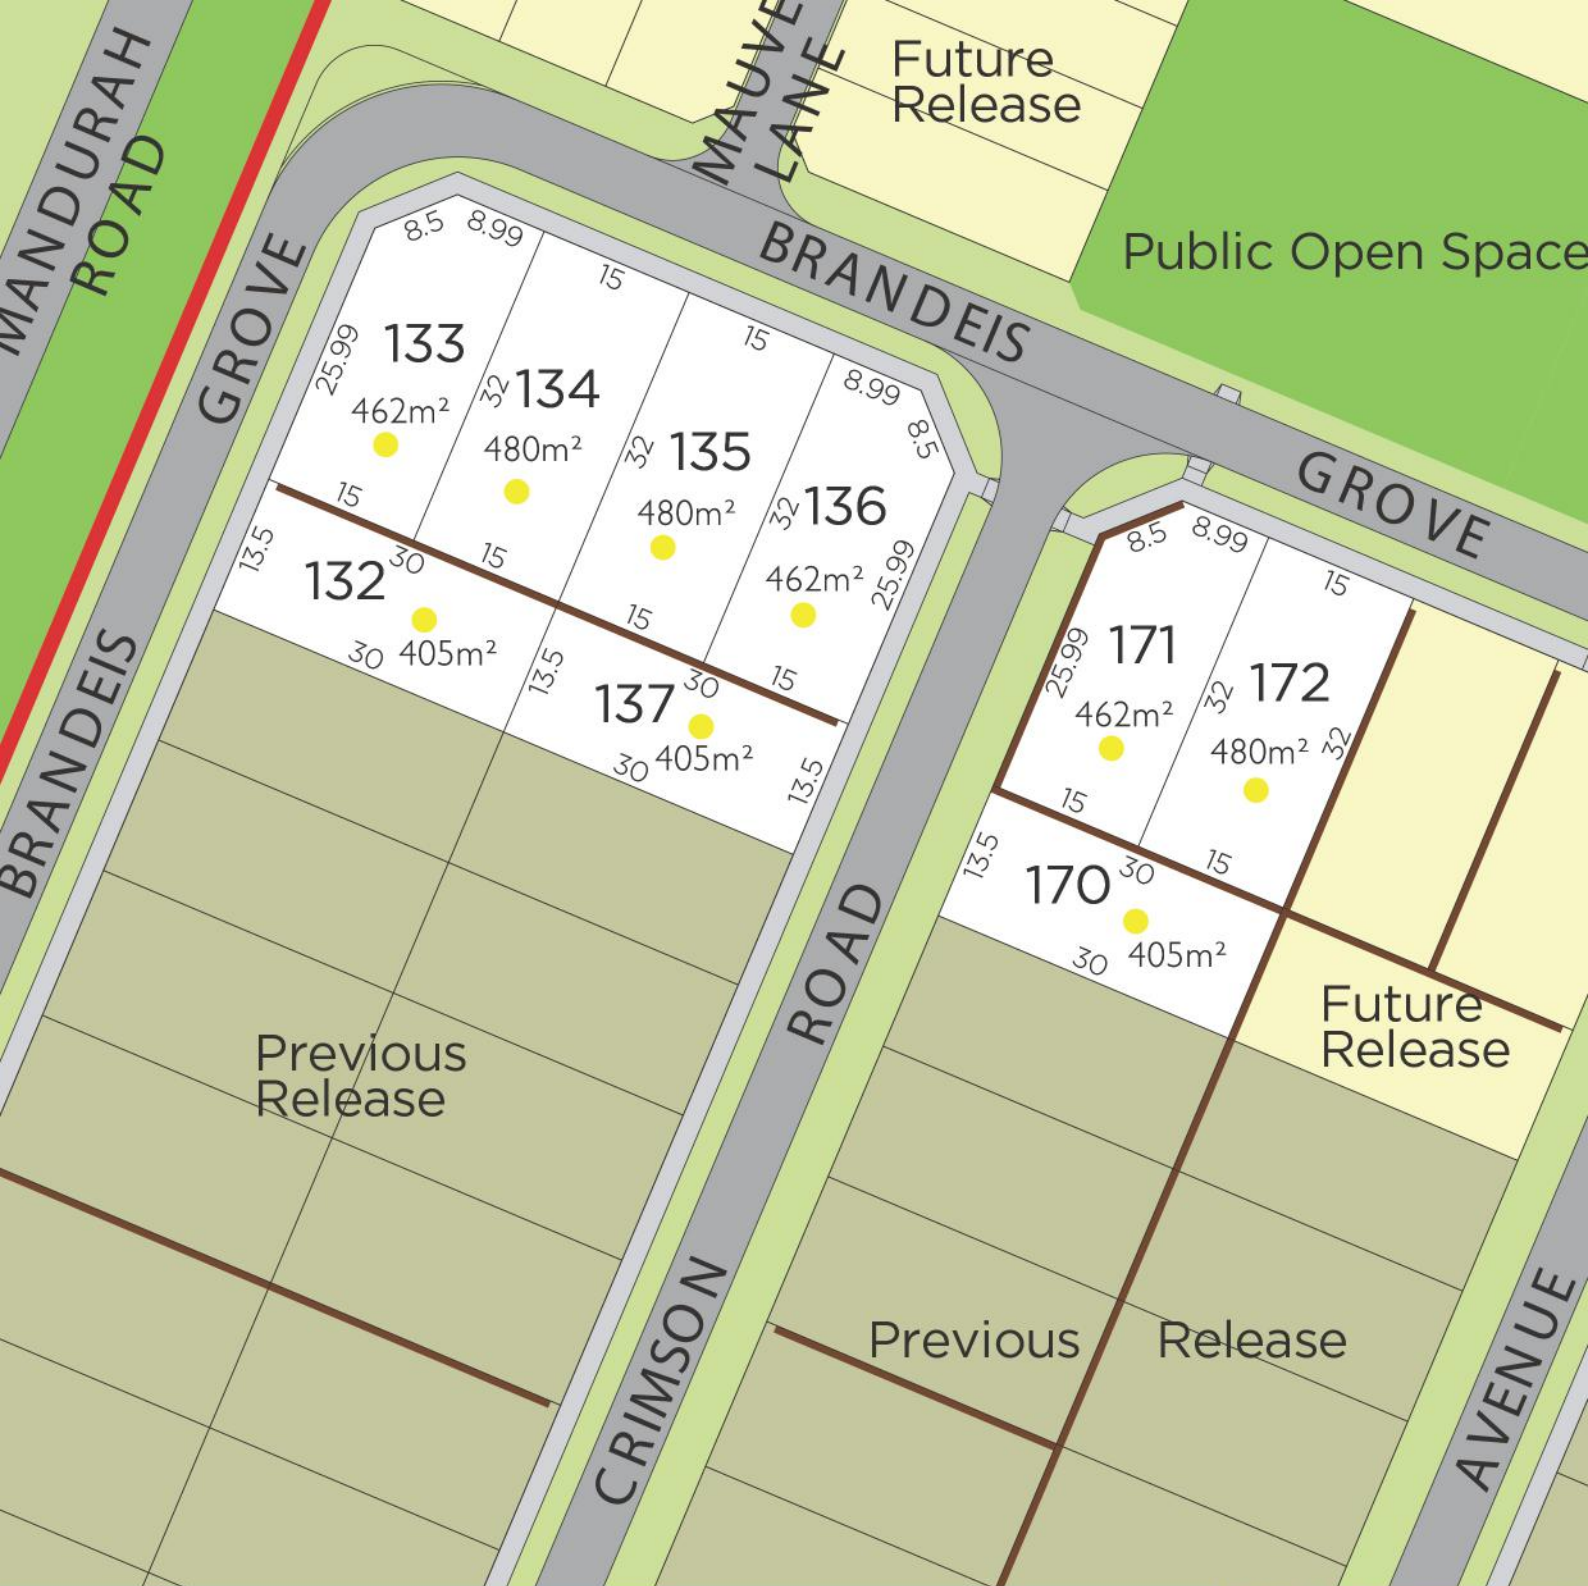 MANDURAH
ROAD
MAUVE
LANE
Future
Release
Public Open Space
BRANDEIS
GROVE
GROVE
BRANDEIS
8.5
8.99
25.99
133
462m²
15
15
32
134
480m²
15
15
32
135
480m²
15
8.99
8.5
32
136
462m²
25.99
15
13.5
132
30
405m²
30
13.5
137
30
405m²
30
13.5
8.5
8.99
25.99
171
462m²
15
15
32
172
480m²
32
15
13.5
170
30
405m²
30
Future
Release
Previous
Release
ROAD
CRIMSON
Previous Release
AVENUE